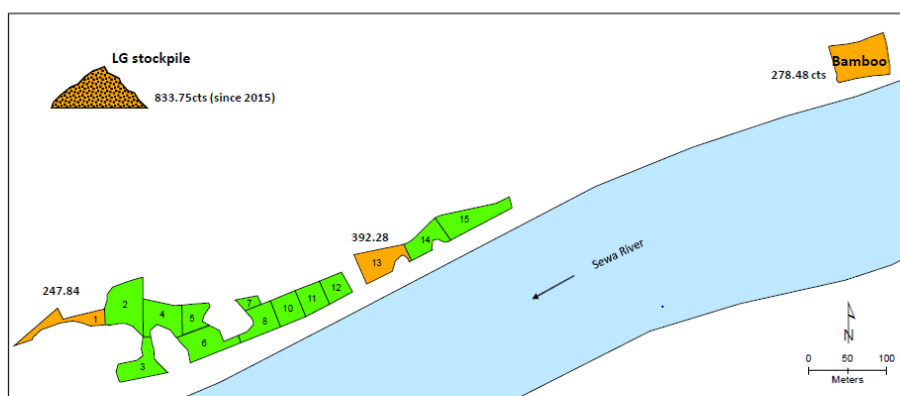 LG stockpile
833.75cts (since 2015)
Bamboo
278.48 cts
392.28
13
14
15
Sewa River
247.84
1
2
3
4
5
6
7
8
10
11
12
N
0 50 100
Meters